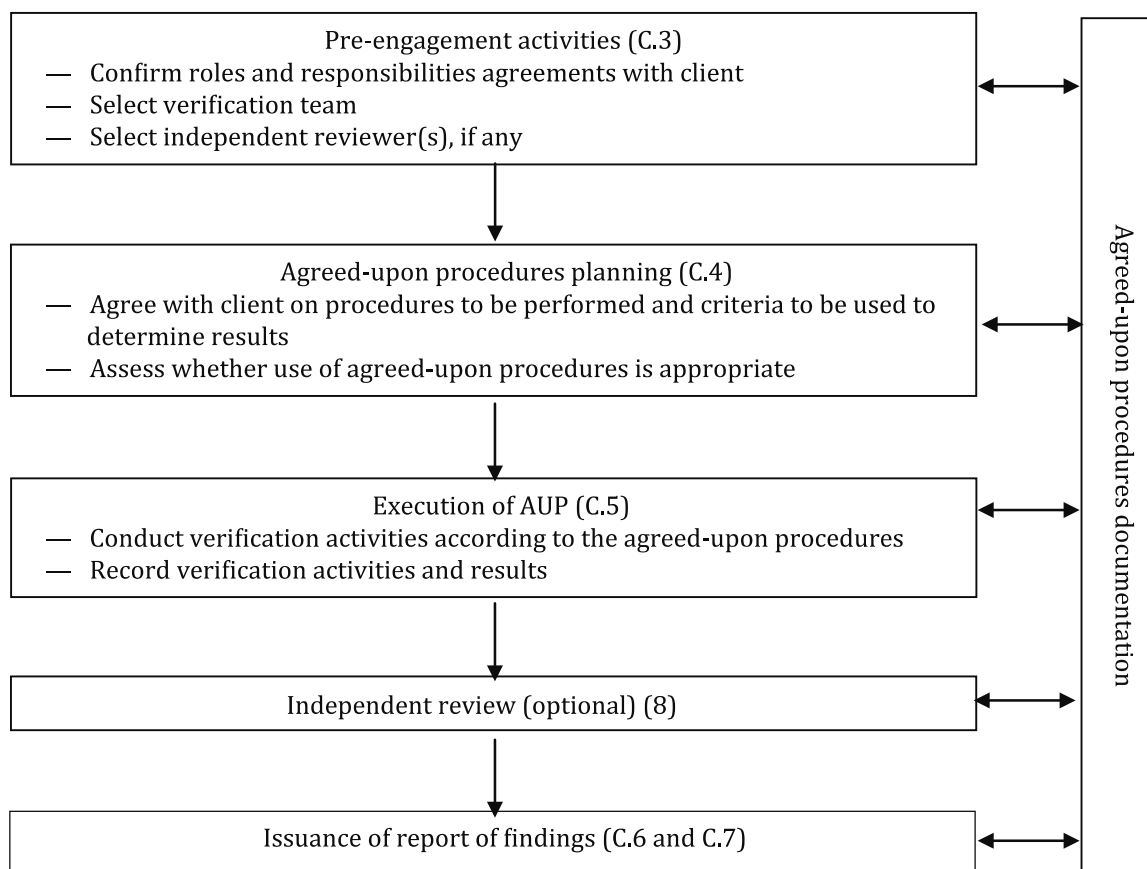 Pre-engagement activities (C.3)
— Confirm roles and responsibilities agreements with client
— Select verification team
— Select independent reviewer(s), if any
Agreed-upon procedures planning (C.4)
— Agree with client on procedures to be performed and criteria to be used to
determine results
— Assess whether use of agreed-upon procedures is appropriate
Execution of AUP (C.5)
— Conduct verification activities according to the agreed-upon procedures
— Record verification activities and results
Independent review (optional) (8)
Issuance of report of findings (C.6 and C.7)
Agreed-upon procedures documentation